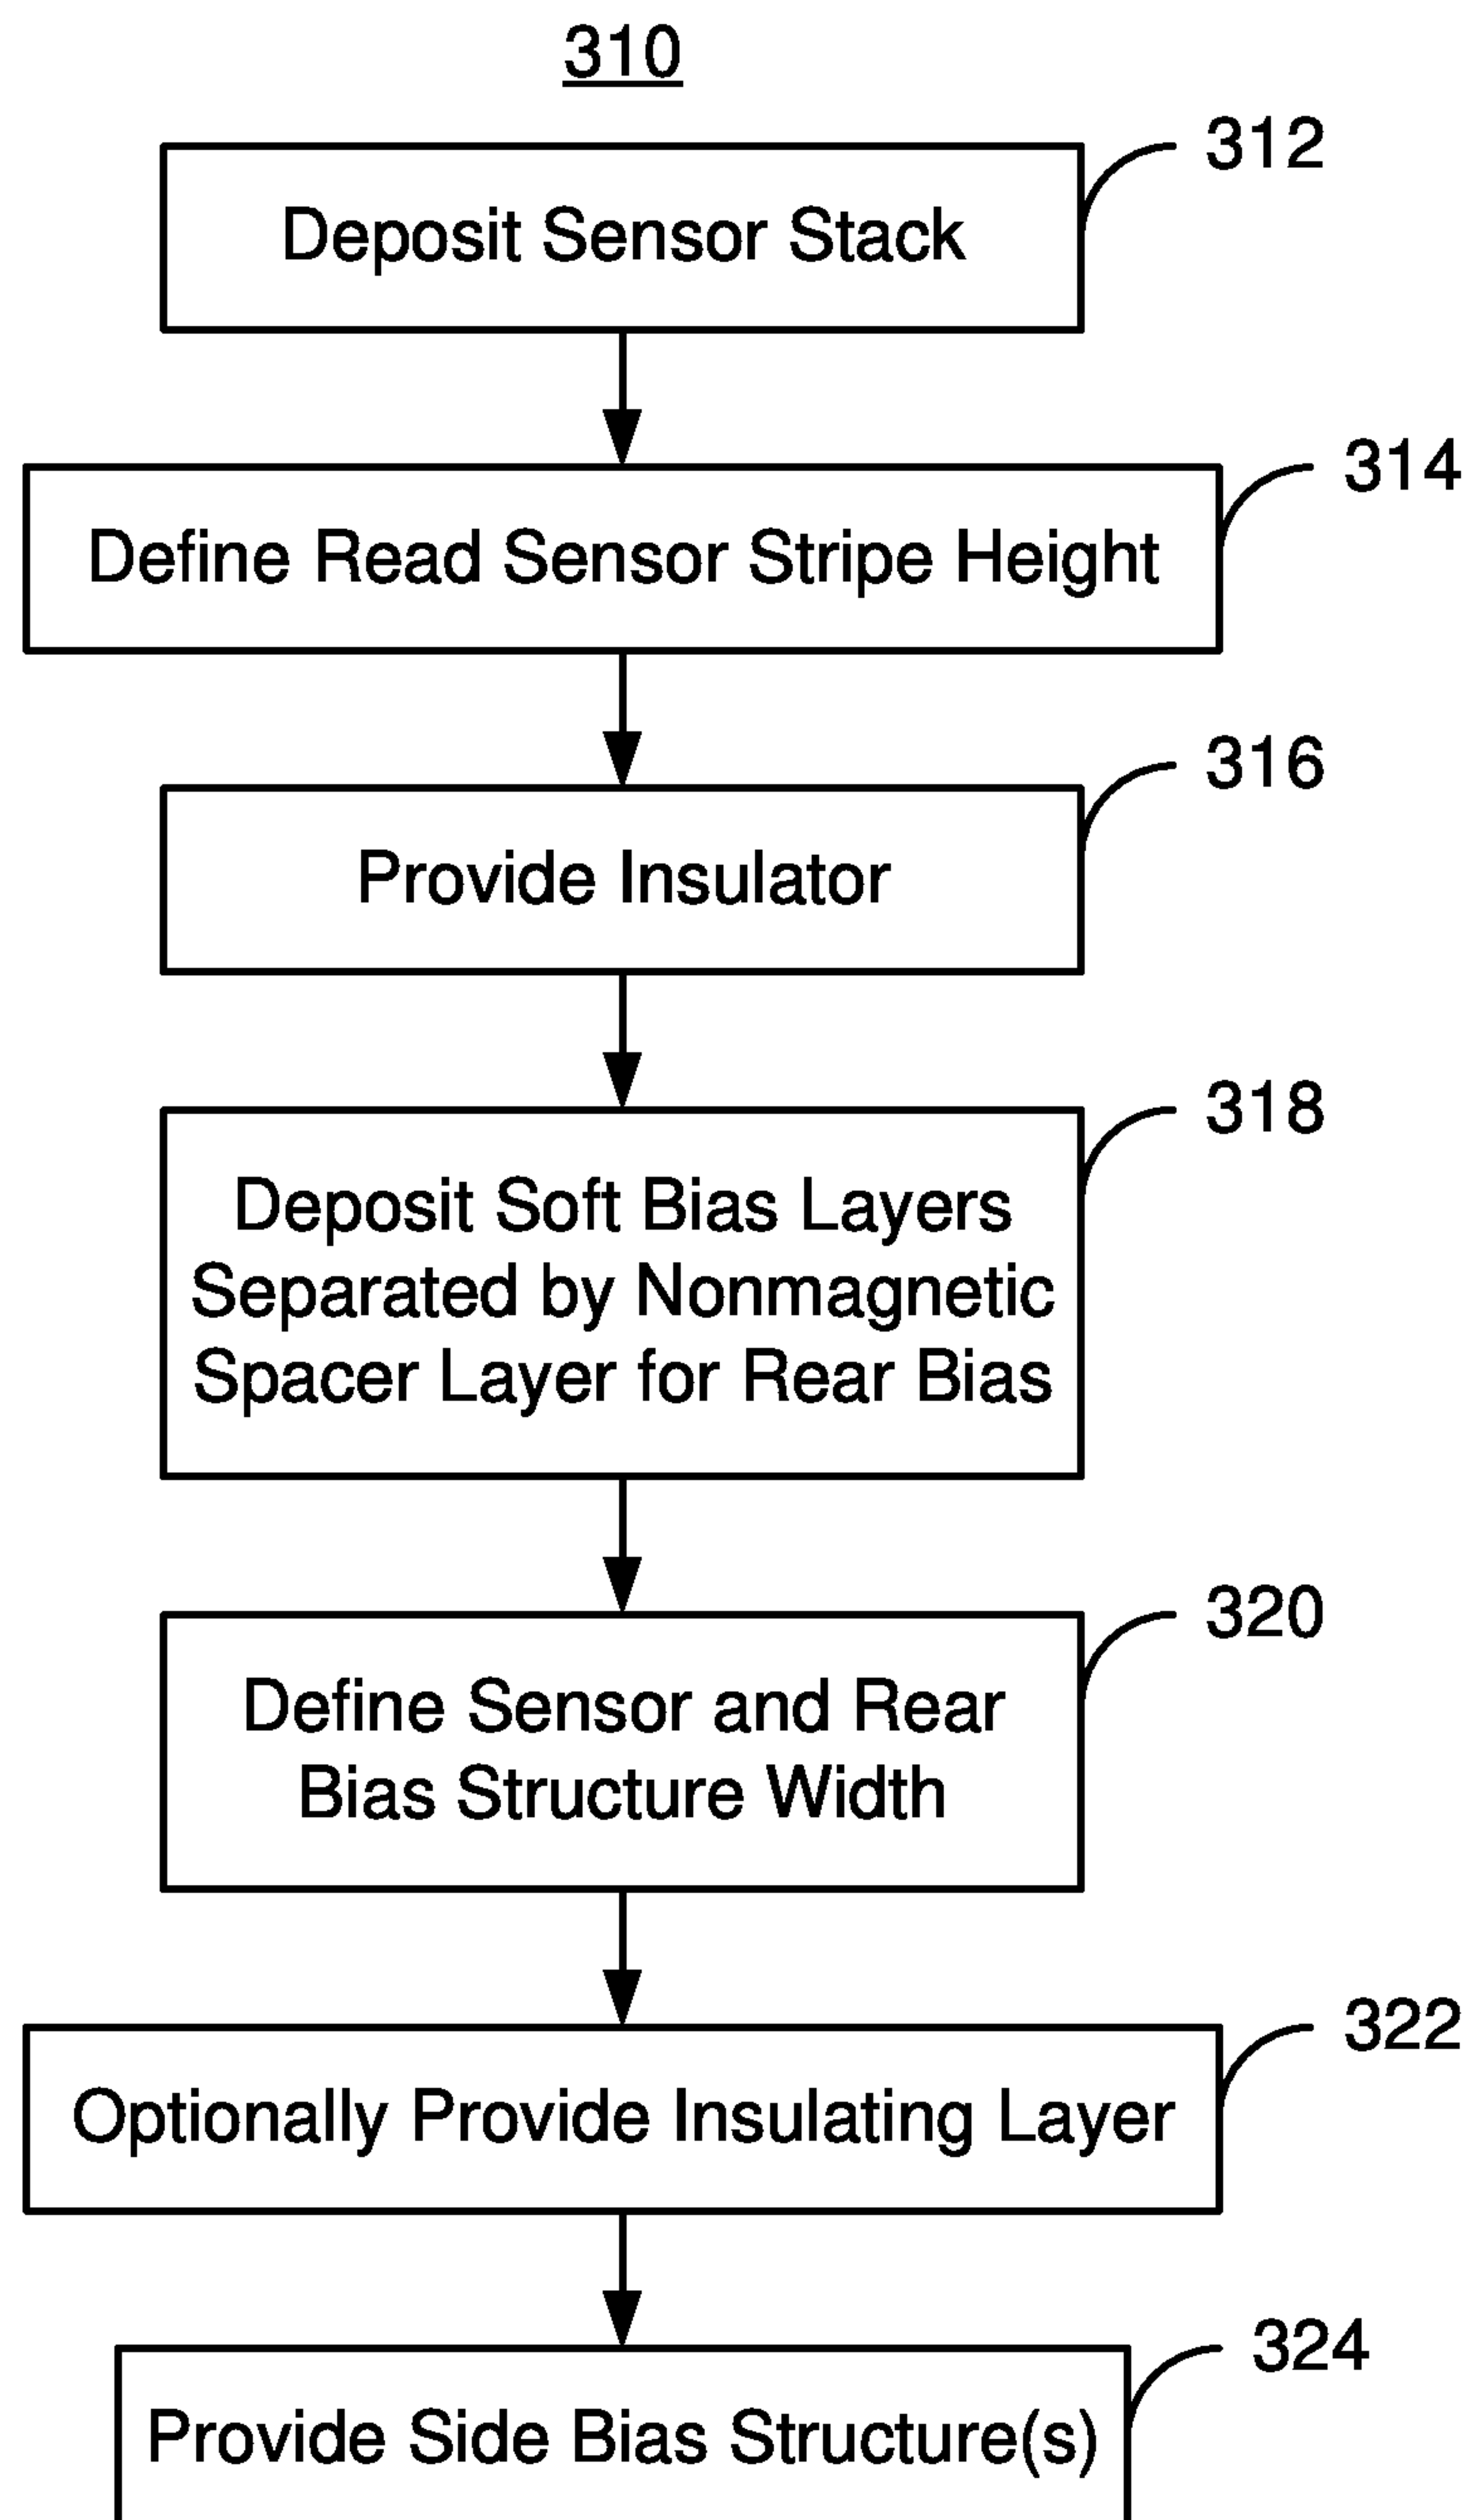 310
312
Deposit Sensor Stack
314
Define Read Sensor Stripe Height
316
Provide Insulator
318
Deposit Soft Bias Layers
Separated by Nonmagnetic
Spacer Layer for Rear Bias
320
Define Sensor and Rear
Bias Structure Width
322
Optionally Provide Insulating Layer
324
Provide Side Bias Structure(s)